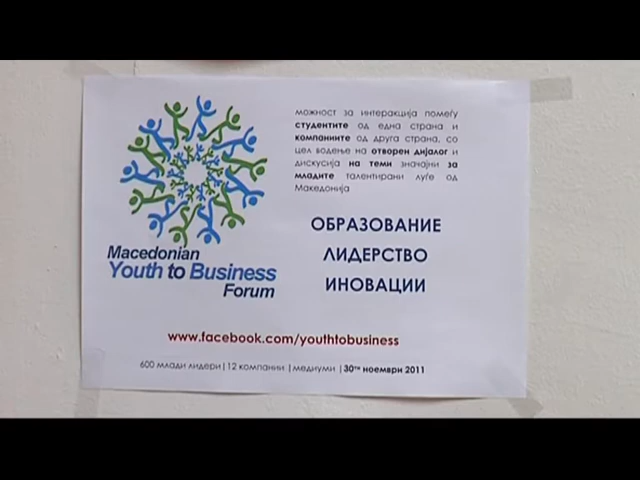 можност за интеракција помеѓу
студентите од една страна и
компаниите од друга страна, со
цел водење на отворен дијалог и
дискусија на теми значајни за
младите талентирани луѓе од
Македонија
Macedonian
Youth to Business
Forum
ОБРАЗОВАНИЕ
ЛИДЕРСТВО
ИНОВАЦИИ
www.facebook.com/youthtobusiness
600 млади лидери|12 компании |медиуми |30ти ноември 2011